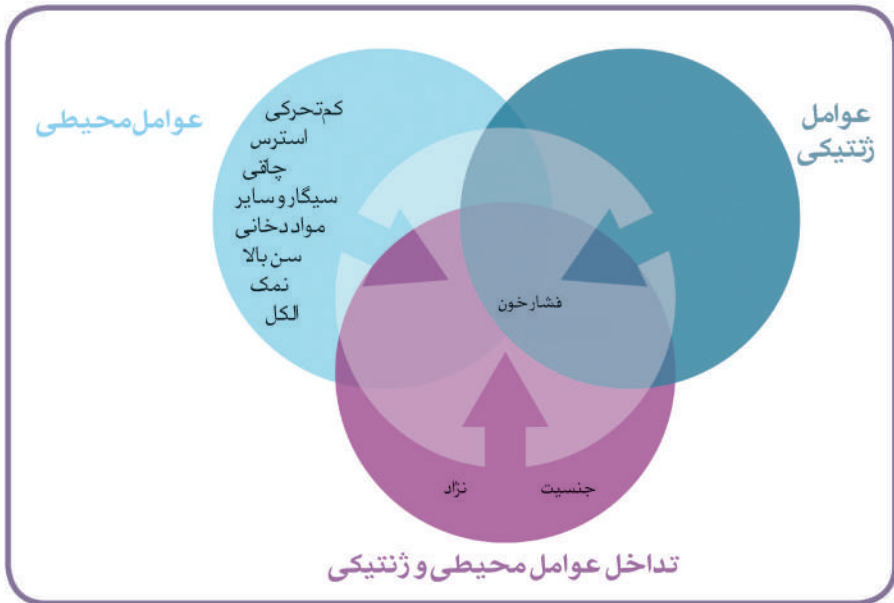 عوامل
ژنتیکی
عوامل محیطی
کم‌تحرکی
استرس
چاقی
سیگار و سایر
مواد دخانی
سن بالا
نمک
الکل
فشار خون
جنسیت
نژاد
تداخل عوامل محیطی و ژنتیکی